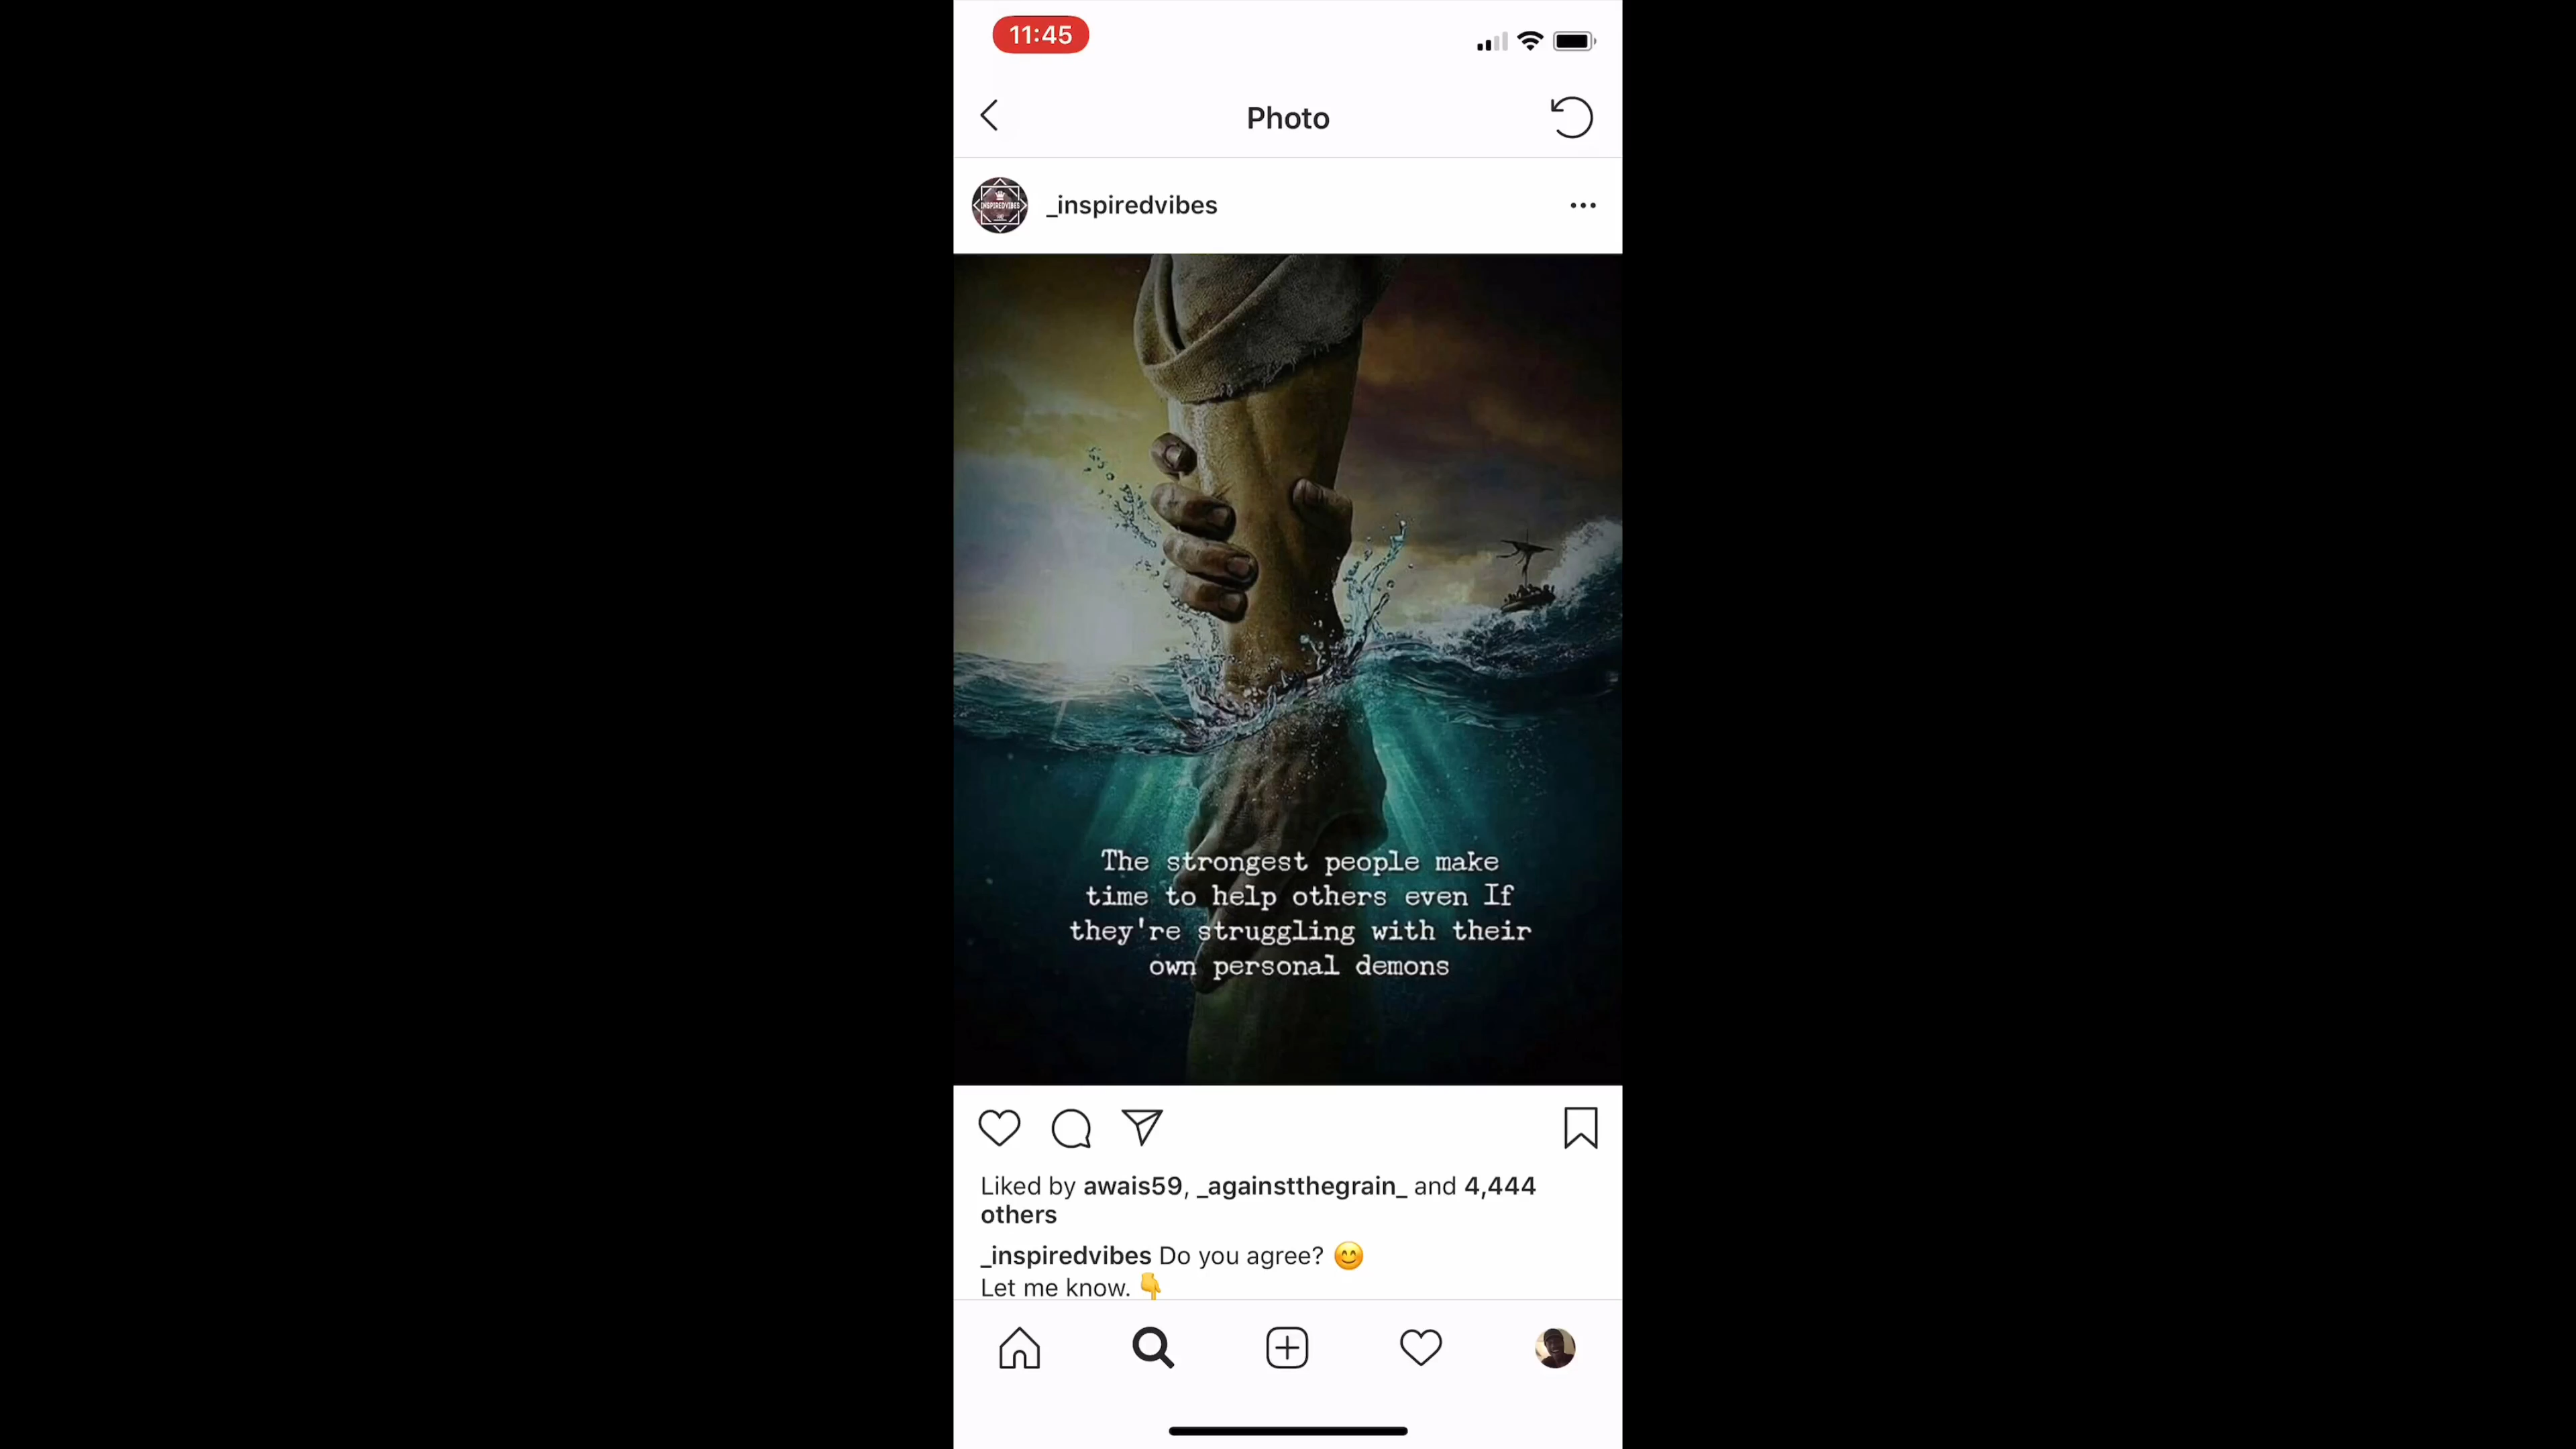 11:45
Photo
INSPIREDVIBES
_inspiredvibes
The strongest people make
time to help others even If
they're struggling with their
own personal demons
Liked by awais59, _againstthegrain_ and 4,444
others
_inspiredvibes Do you agree? 😊
Let me know. 👇